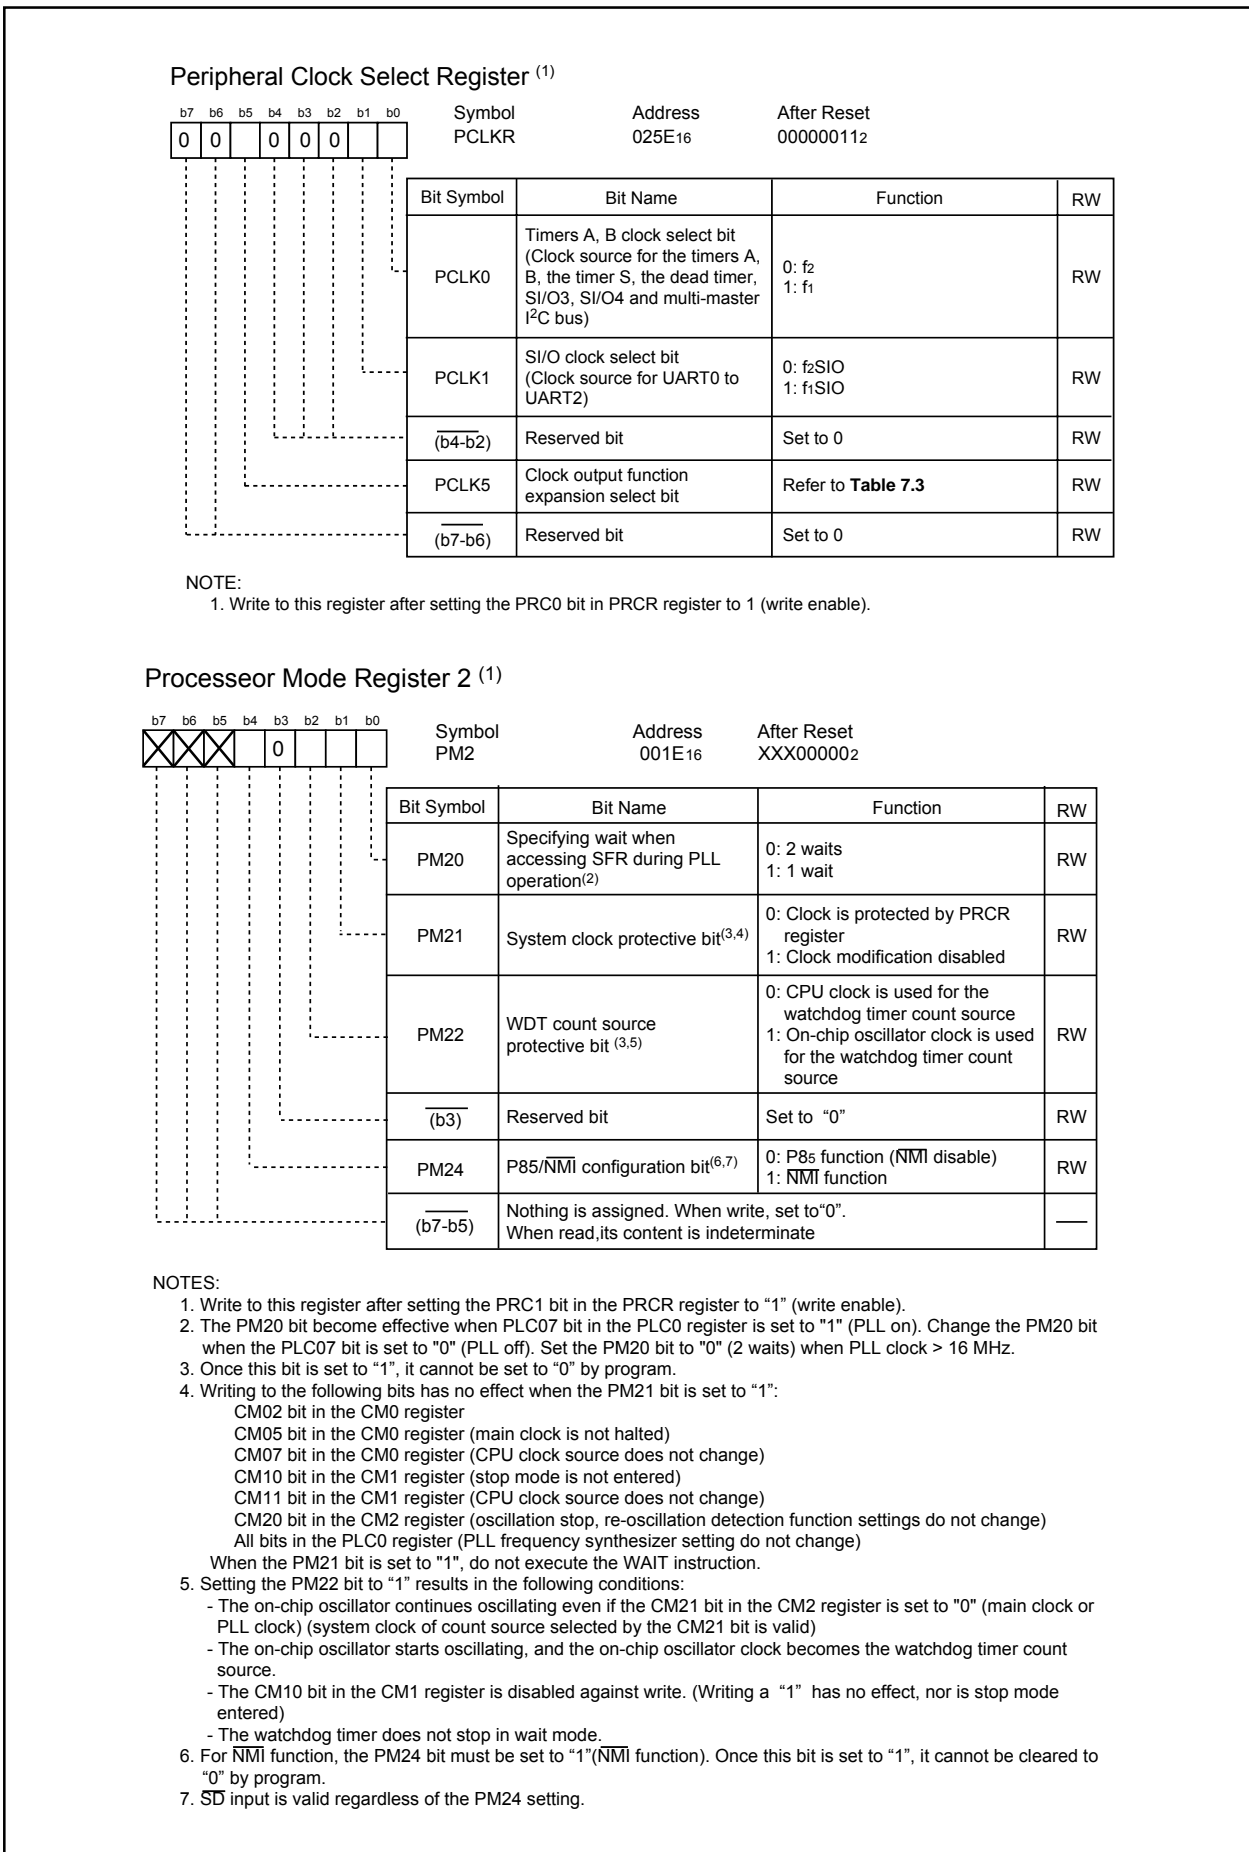 Peripheral Clock Select Register (1)
b7 b6 b5 b4 b3 b2 b1 b0
0 0 0 0 0
Symbol Address After Reset
PCLKR 025E16 000000112
Bit Symbol Bit Name Function RW
PCLK0 Timers A, B clock select bit
(Clock source for the timers A,
B, the timer S, the dead timer,
SI/O3, SI/O4 and multi-master
I2C bus)
0: f2
1: f1
RW
PCLK1 SI/O clock select bit
(Clock source for UART0 to
UART2)
0: f2SIO
1: f1SIO
RW
(b4-b2) Reserved bit Set to 0 RW
PCLK5 Clock output function
expansion select bit
Refer to Table 7.3 RW
(b7-b6) Reserved bit Set to 0 RW
NOTE:
1. Write to this register after setting the PRC0 bit in PRCR register to 1 (write enable).
Processeor Mode Register 2 (1)
b7 b6 b5 b4 b3 b2 b1 b0
0
Symbol Address After Reset
PM2 001E16 XXX000002
Bit Symbol Bit Name Function RW
PM20 Specifying wait when
accessing SFR during PLL
operation(2)
0: 2 waits
1: 1 wait
RW
PM21 System clock protective bit(3,4)
0: Clock is protected by PRCR
register
1: Clock modification disabled
RW
PM22 WDT count source
protective bit (3,5)
0: CPU clock is used for the
watchdog timer count source
1: On-chip oscillator clock is used
for the watchdog timer count
source
RW
(b3) Reserved bit Set to “0” RW
PM24 P85/NMI configuration bit(6,7)
0: P85 function (NMI disable)
1: NMI function
RW
(b7-b5) Nothing is assigned. When write, set to“0”.
When read,its content is indeterminate
NOTES:
1. Write to this register after setting the PRC1 bit in the PRCR register to “1” (write enable).
2. The PM20 bit become effective when PLC07 bit in the PLC0 register is set to "1" (PLL on). Change the PM20 bit
when the PLC07 bit is set to "0" (PLL off). Set the PM20 bit to "0" (2 waits) when PLL clock > 16 MHz.
3. Once this bit is set to “1”, it cannot be set to “0” by program.
4. Writing to the following bits has no effect when the PM21 bit is set to “1”:
CM02 bit in the CM0 register
CM05 bit in the CM0 register (main clock is not halted)
CM07 bit in the CM0 register (CPU clock source does not change)
CM10 bit in the CM1 register (stop mode is not entered)
CM11 bit in the CM1 register (CPU clock source does not change)
CM20 bit in the CM2 register (oscillation stop, re-oscillation detection function settings do not change)
All bits in the PLC0 register (PLL frequency synthesizer setting do not change)
When the PM21 bit is set to "1", do not execute the WAIT instruction.
5. Setting the PM22 bit to “1” results in the following conditions:
- The on-chip oscillator continues oscillating even if the CM21 bit in the CM2 register is set to "0" (main clock or
PLL clock) (system clock of count source selected by the CM21 bit is valid)
- The on-chip oscillator starts oscillating, and the on-chip oscillator clock becomes the watchdog timer count
source.
- The CM10 bit in the CM1 register is disabled against write. (Writing a “1” has no effect, nor is stop mode
entered)
- The watchdog timer does not stop in wait mode.
6. For NMI function, the PM24 bit must be set to “1”(NMI function). Once this bit is set to “1”, it cannot be cleared to
“0” by program.
7. SD input is valid regardless of the PM24 setting.